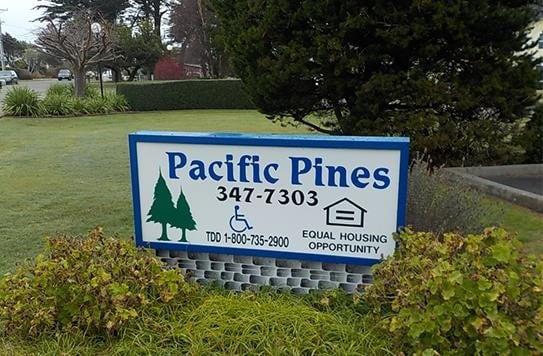 Pacific Pines
347-7303
TDD 1-800-735-2900
EQUAL HOUSING
OPPORTUNITY